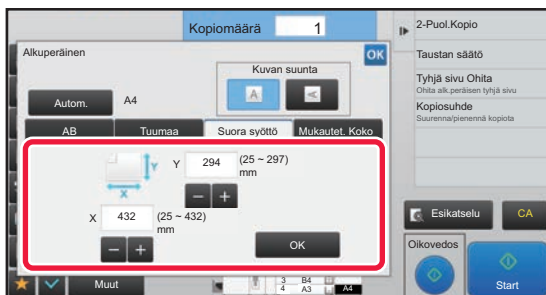 Kopiomäärä 1
Alkuperäinen
OK
Kuvan suunta
A A
Autom. A4
AB Tuumaa Suora syöttö Mukautet. Koko
Y
X
Y 294 (25 ~ 297)
mm
X 432 (25 ~ 432)
mm
OK
Muut
3 B4
4 A3
A4
2-Puol.Kopio
Taustan säätö
Tyhjä sivu Ohita
Ohita alk.peräisen tyhjä sivu
Kopiosuhde
Suurenna/pienennä kopiota
Esikatselu
CA
Oikovedos
Start